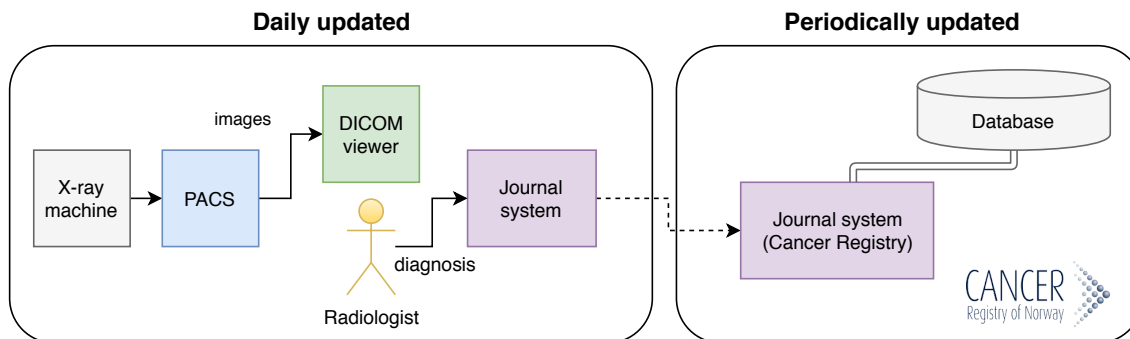 Daily updated
Periodically updated
images
DICOM
viewer
Database
X-ray
machine
PACS
Journal
system
Journal system
(Cancer Registry)
diagnosis
Radiologist
CANCER
Registry of Norway